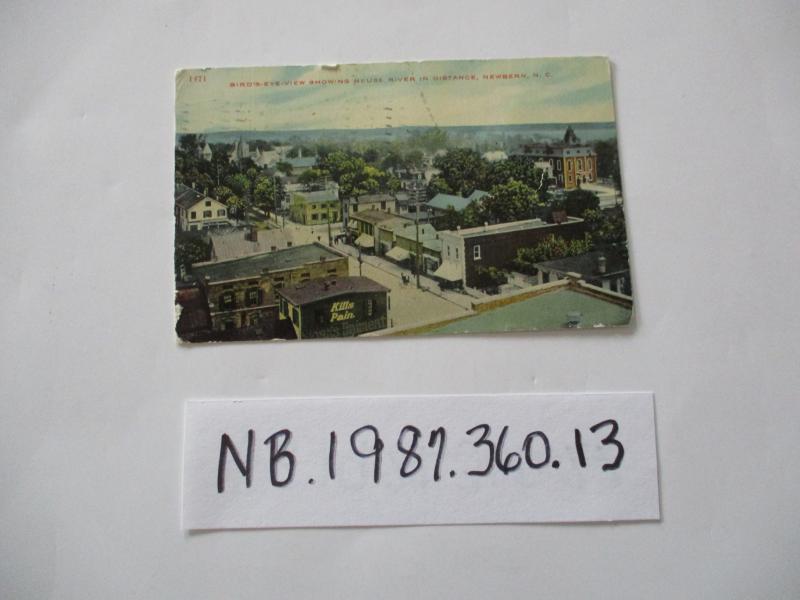 1471
BIRD'S-EYE-VIEW SHOWING NEUSE RIVER IN DISTANCE, NEWBERN, N. C.
Kills
Pain.
NB.1987.360.13